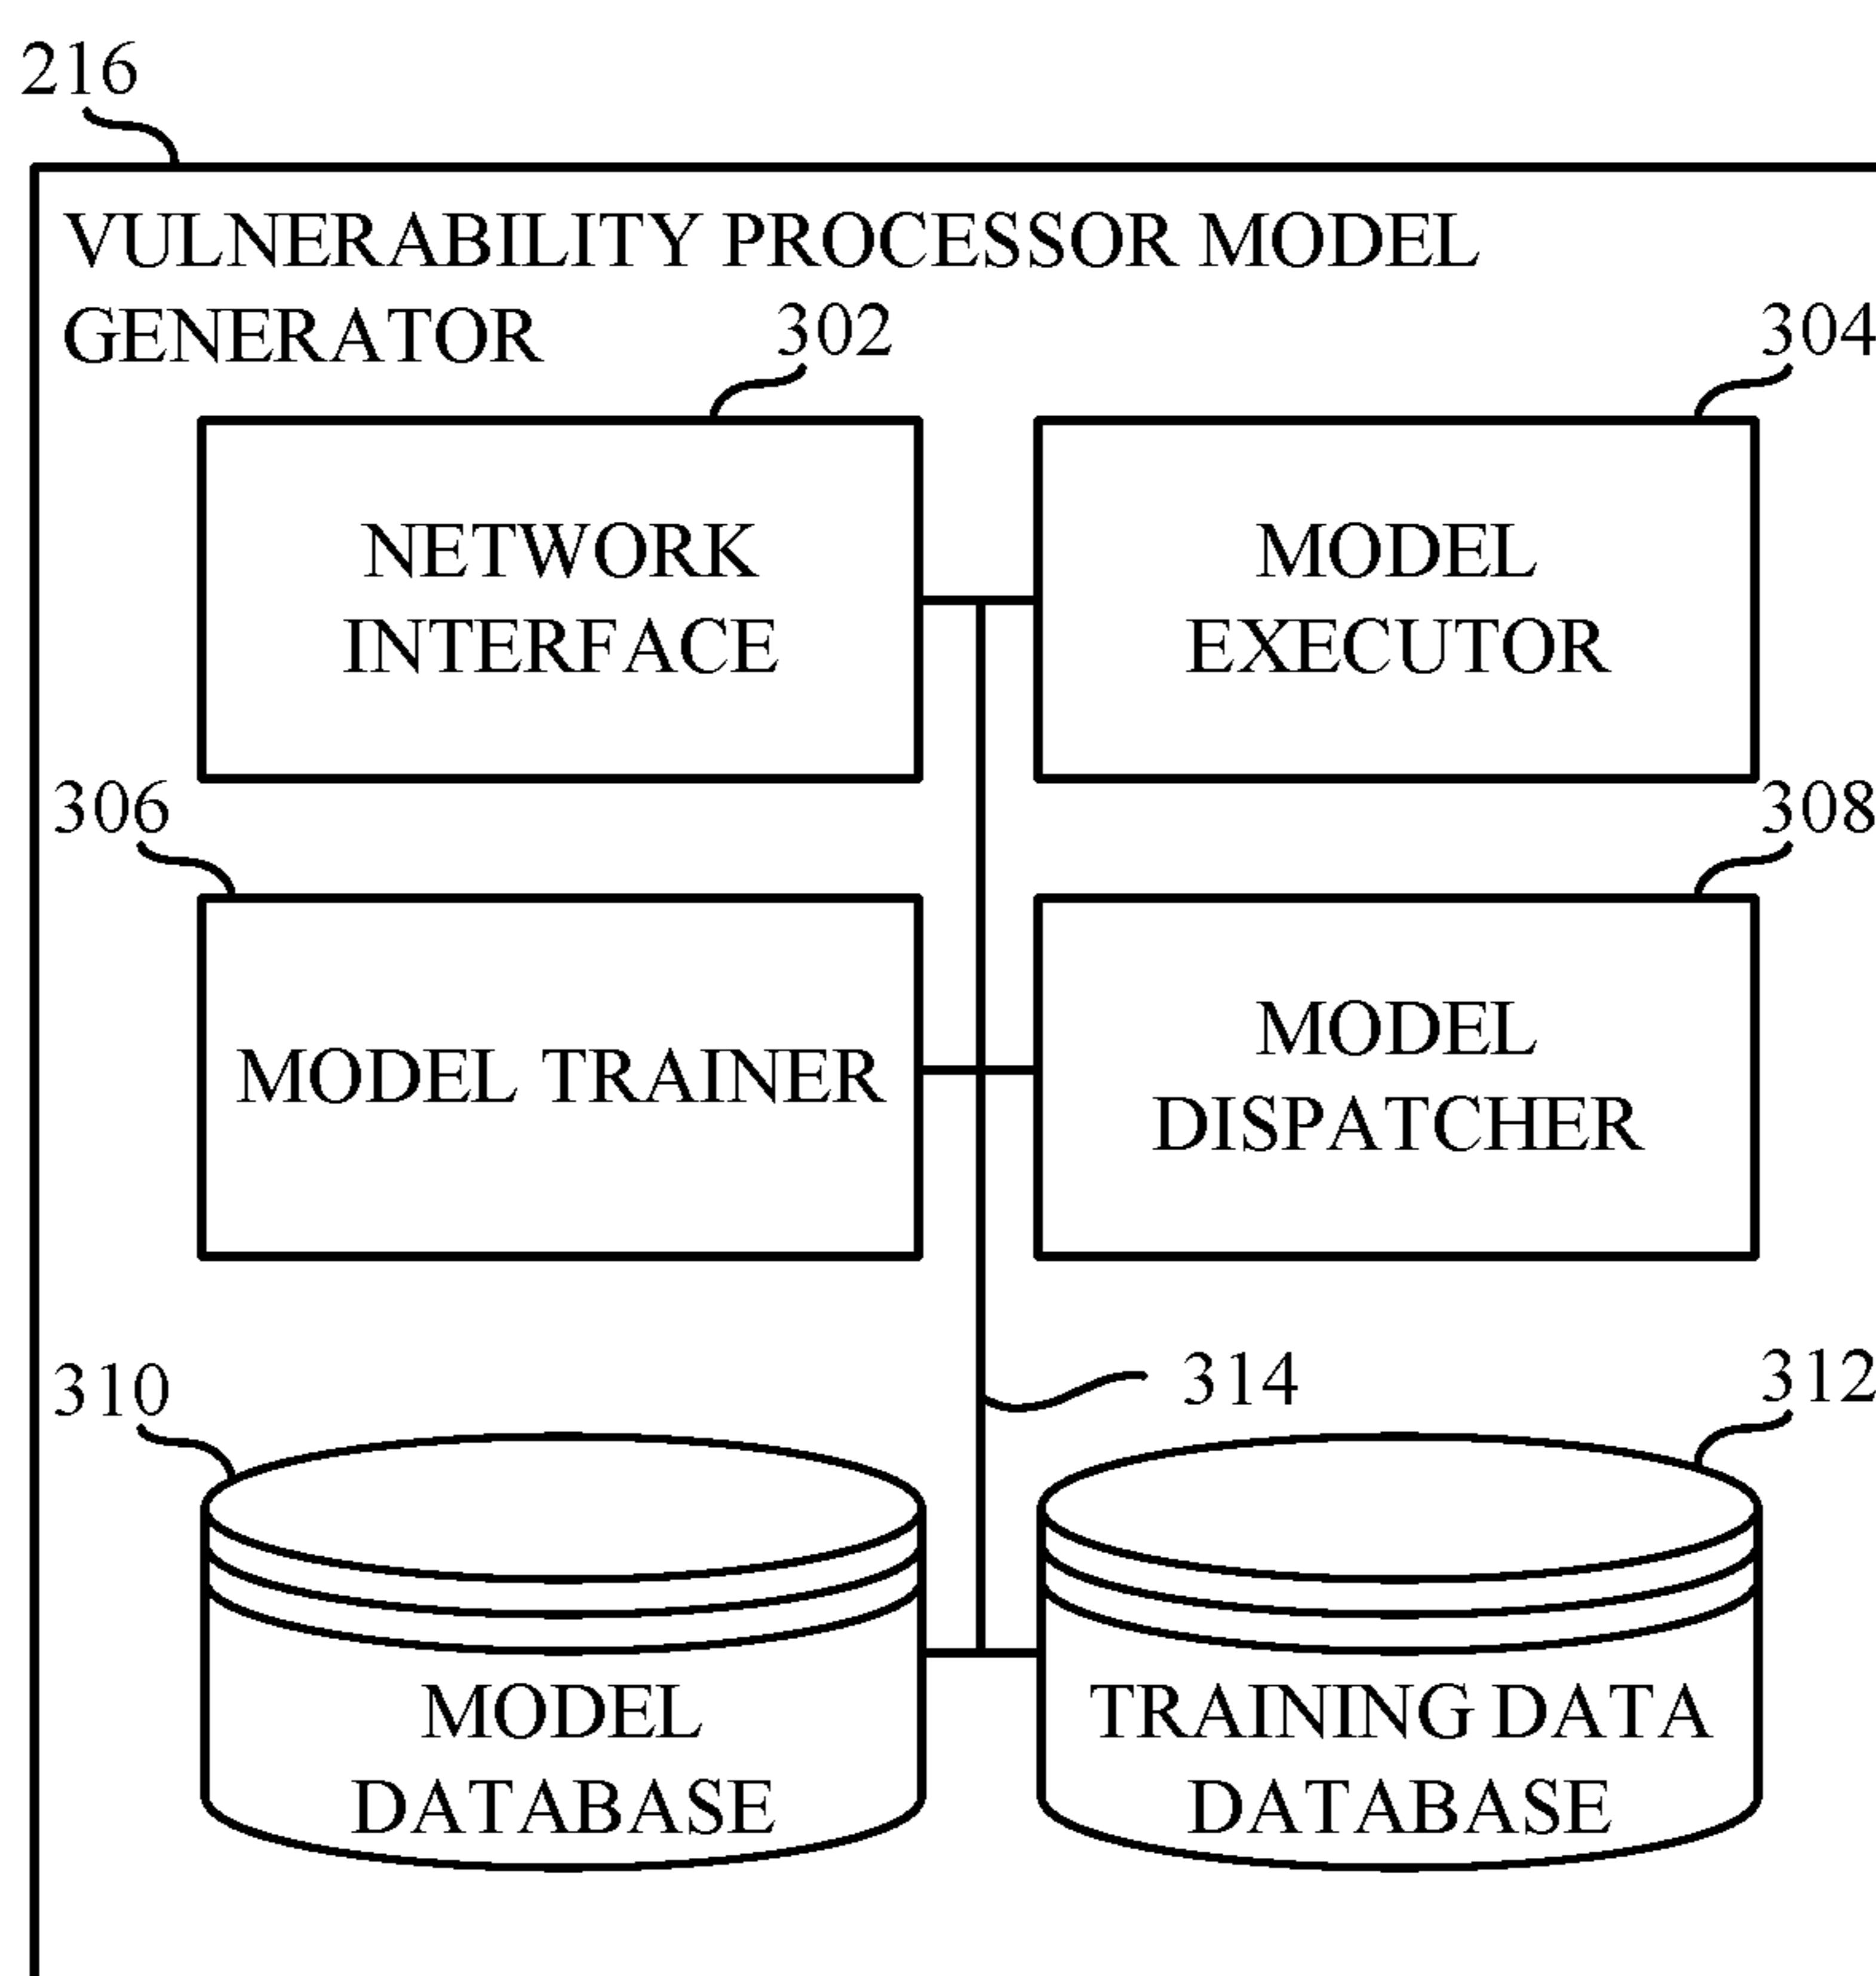 216
VULNERABILITY PROCESSOR MODEL
GENERATOR
302
304
NETWORK
INTERFACE
MODEL
EXECUTOR
306
308
MODEL TRAINER
MODEL
DISPATCHER
310
314
312
MODEL
DATABASE
TRAINING DATA
DATABASE